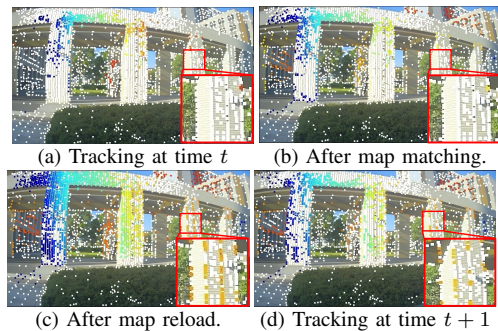 (a) Tracking at time t
(b) After map matching.
(c) After map reload.
(d) Tracking at time t + 1